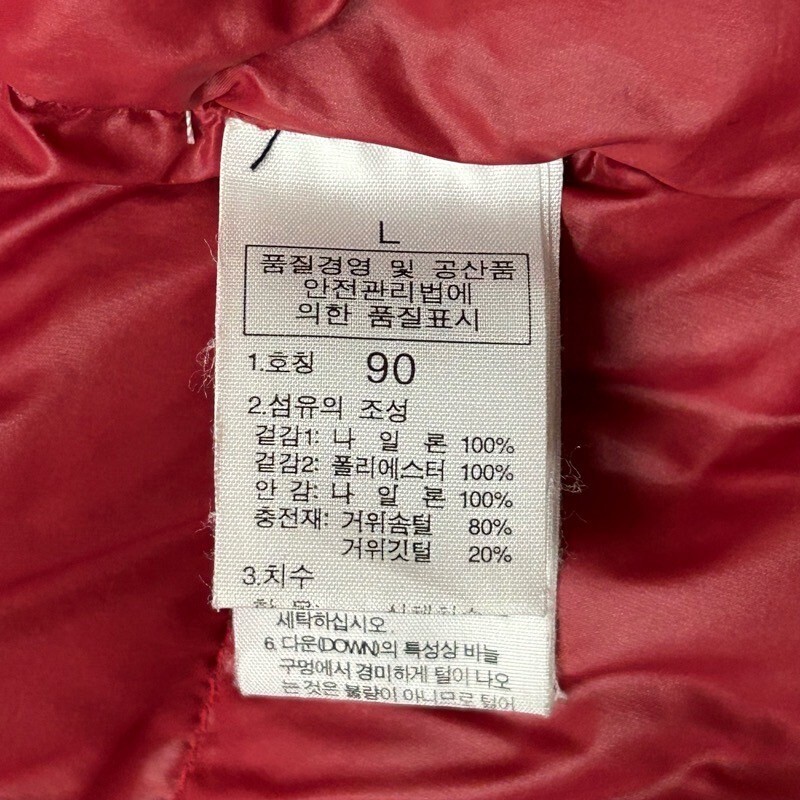 L
품질경영 및 공산품
안전관리법에
의한 품질표시
1.호칭 90
2.섬유의 조성
겉감1: 나 일 론 100%
겉감2: 폴리에스터 100%
안 감: 나 일 론 100%
충전재: 거위솜털 80%
거위깃털 20%
3.치수
세탁하십시오.
6. 다운(DOWN)의 특성상 바늘
구멍에서 경미하게 털이 나오
는것은 불량이 아니므로 털어